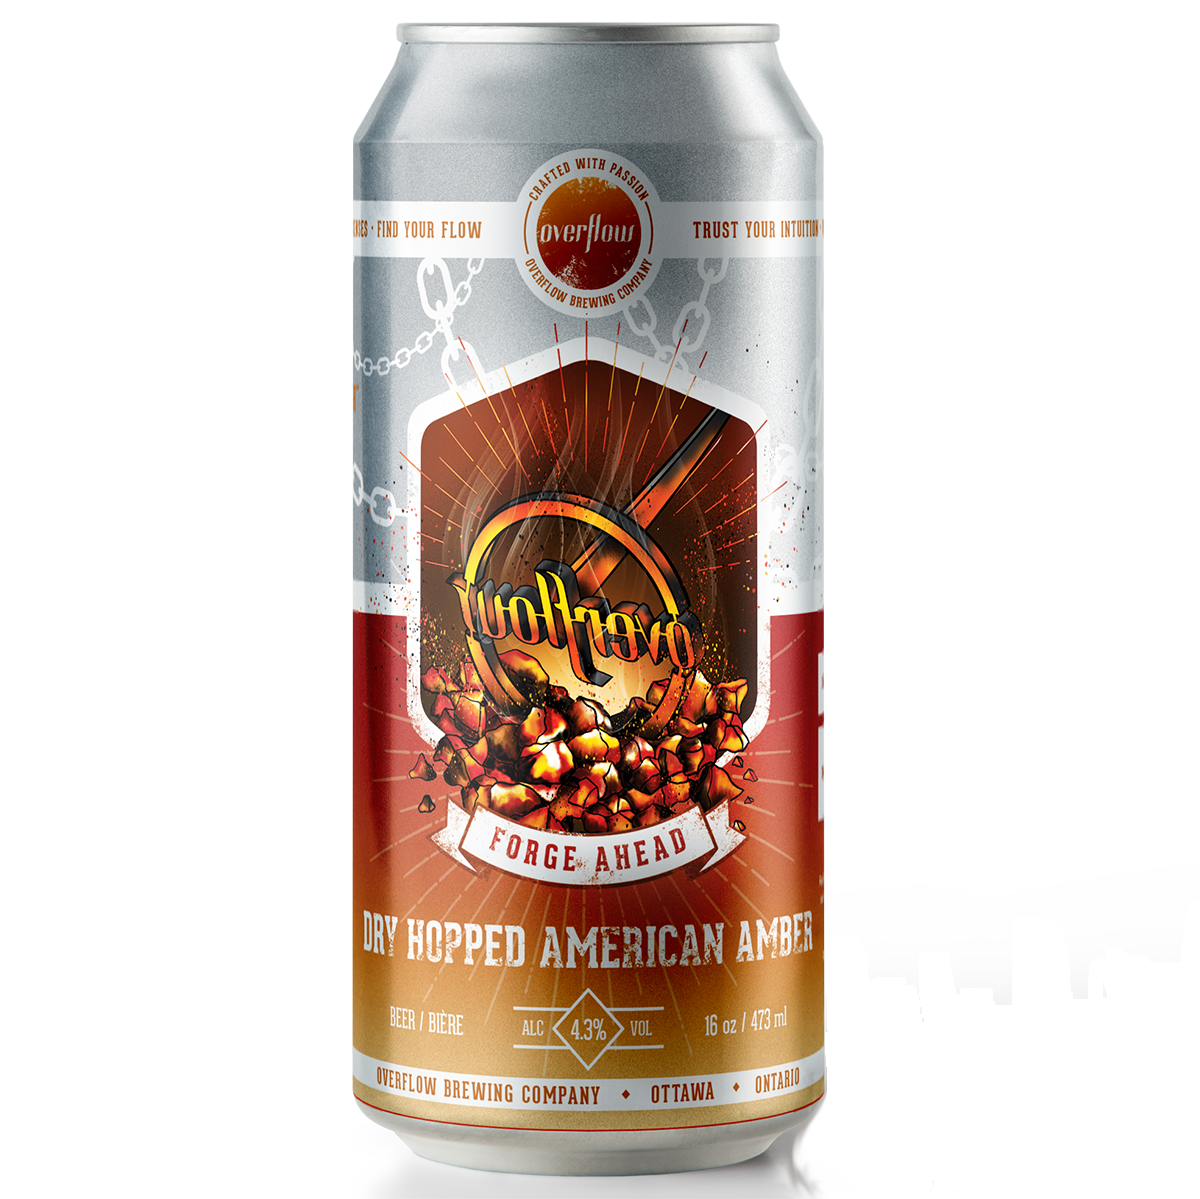 CRAFTED WITH PASSION
overflow
OVERFLOW BREWING COMPANY
· FIND YOUR FLOW
TRUST YOUR INTUITION ·
overflow
FORGE AHEAD
DRY HOPPED AMERICAN AMBER
BEER / BIÈRE
ALC 4.3% VOL
16 oz / 473 ml
OVERFLOW BREWING COMPANY ♦ OTTAWA ♦ ONTARIO